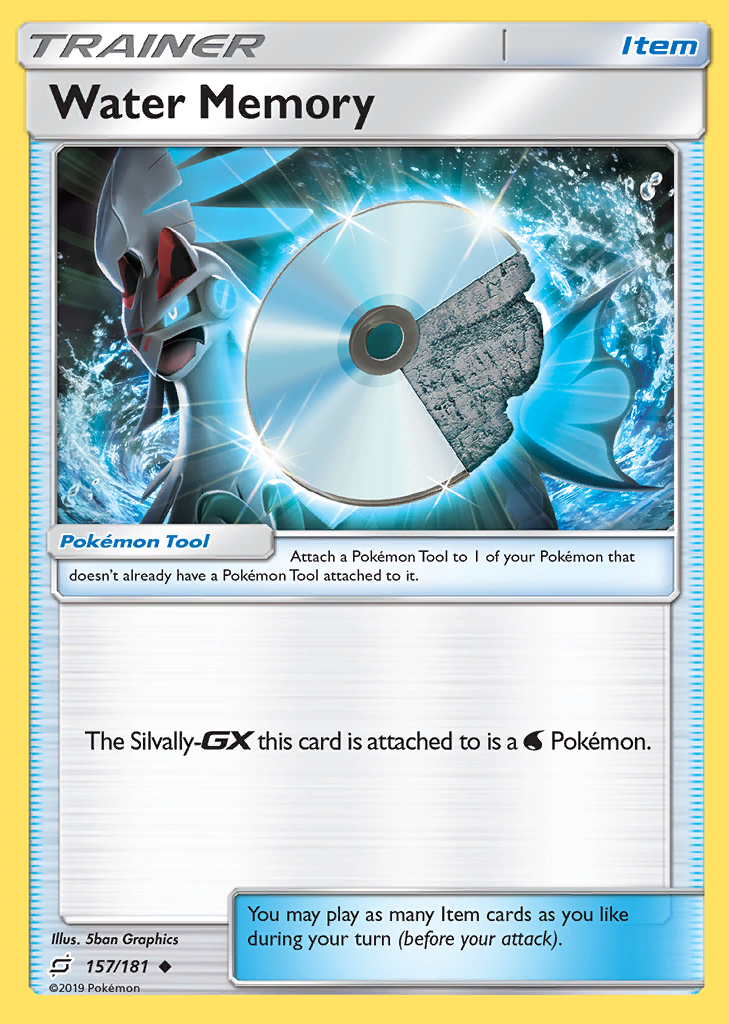 TRAINER Item
Water Memory
Pokémon Tool
Attach a Pokémon Tool to 1 of your Pokémon that
doesn't already have a Pokémon Tool attached to it.
The Silvally-GX this card is attached to is a Pokémon.
You may play as many Item cards as you like
during your turn (before your attack).
Illus. 5ban Graphics
157/181
©2019 Pokémon